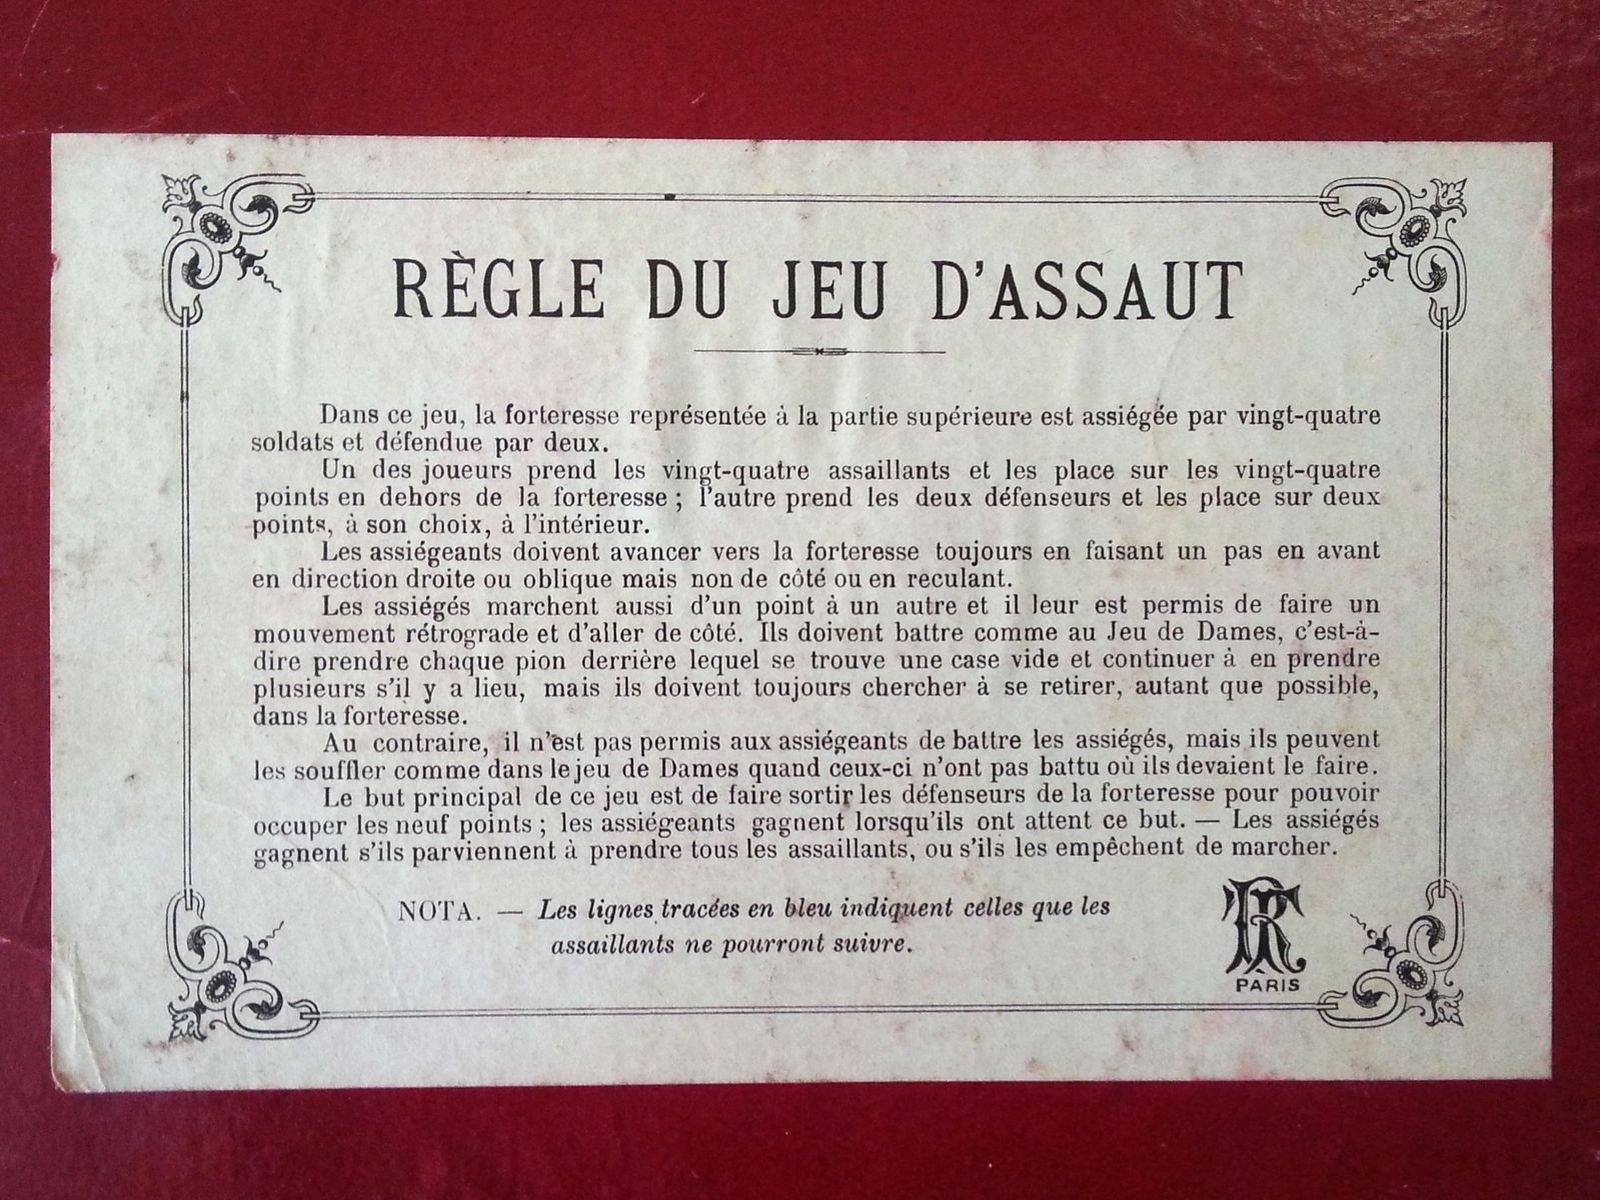 RÈGLE DU JEU D'ASSAUT
Dans ce jeu, la forteresse représentée à la partie supérieure est assiégée par vingt-quatre
soldats et défendue par deux.
Un des joueurs prend les vingt-quatre assaillants et les place sur les vingt-quatre
points en dehors de la forteresse ; l'autre prend les deux défenseurs et les place sur deux
points, à son choix, à l'intérieur.
Les assiégeants doivent avancer vers la forteresse toujours en faisant un pas en avant
en direction droite ou oblique mais non de côté ou en reculant.
Les assiégés marchent aussi d'un point à un autre et il leur est permis de faire un
mouvement rétrograde et d'aller de côté. Ils doivent battre comme au Jeu de Dames, c'est-à-
dire prendre chaque pion derrière lequel se trouve une case vide et continuer à en prendre
plusieurs s'il y a lieu, mais ils doivent toujours chercher à se retirer, autant que possible,
dans la forteresse.
Au contraire, il n'est pas permis aux assiégeants de battre les assiégés, mais ils peuvent
les souffler comme dans le jeu de Dames quand ceux-ci n'ont pas battu où ils devaient le faire.
Le but principal de ce jeu est de faire sortir les défenseurs de la forteresse pour pouvoir
occuper les neuf points ; les assiégeants gagnent lorsqu'ils ont attent ce but. — Les assiégés
gagnent s'ils parviennent à prendre tous les assaillants, ou s'ils les empêchent de marcher.
NOTA. — Les lignes tracées en bleu indiquent celles que les
assaillants ne pourront suivre.
PARIS